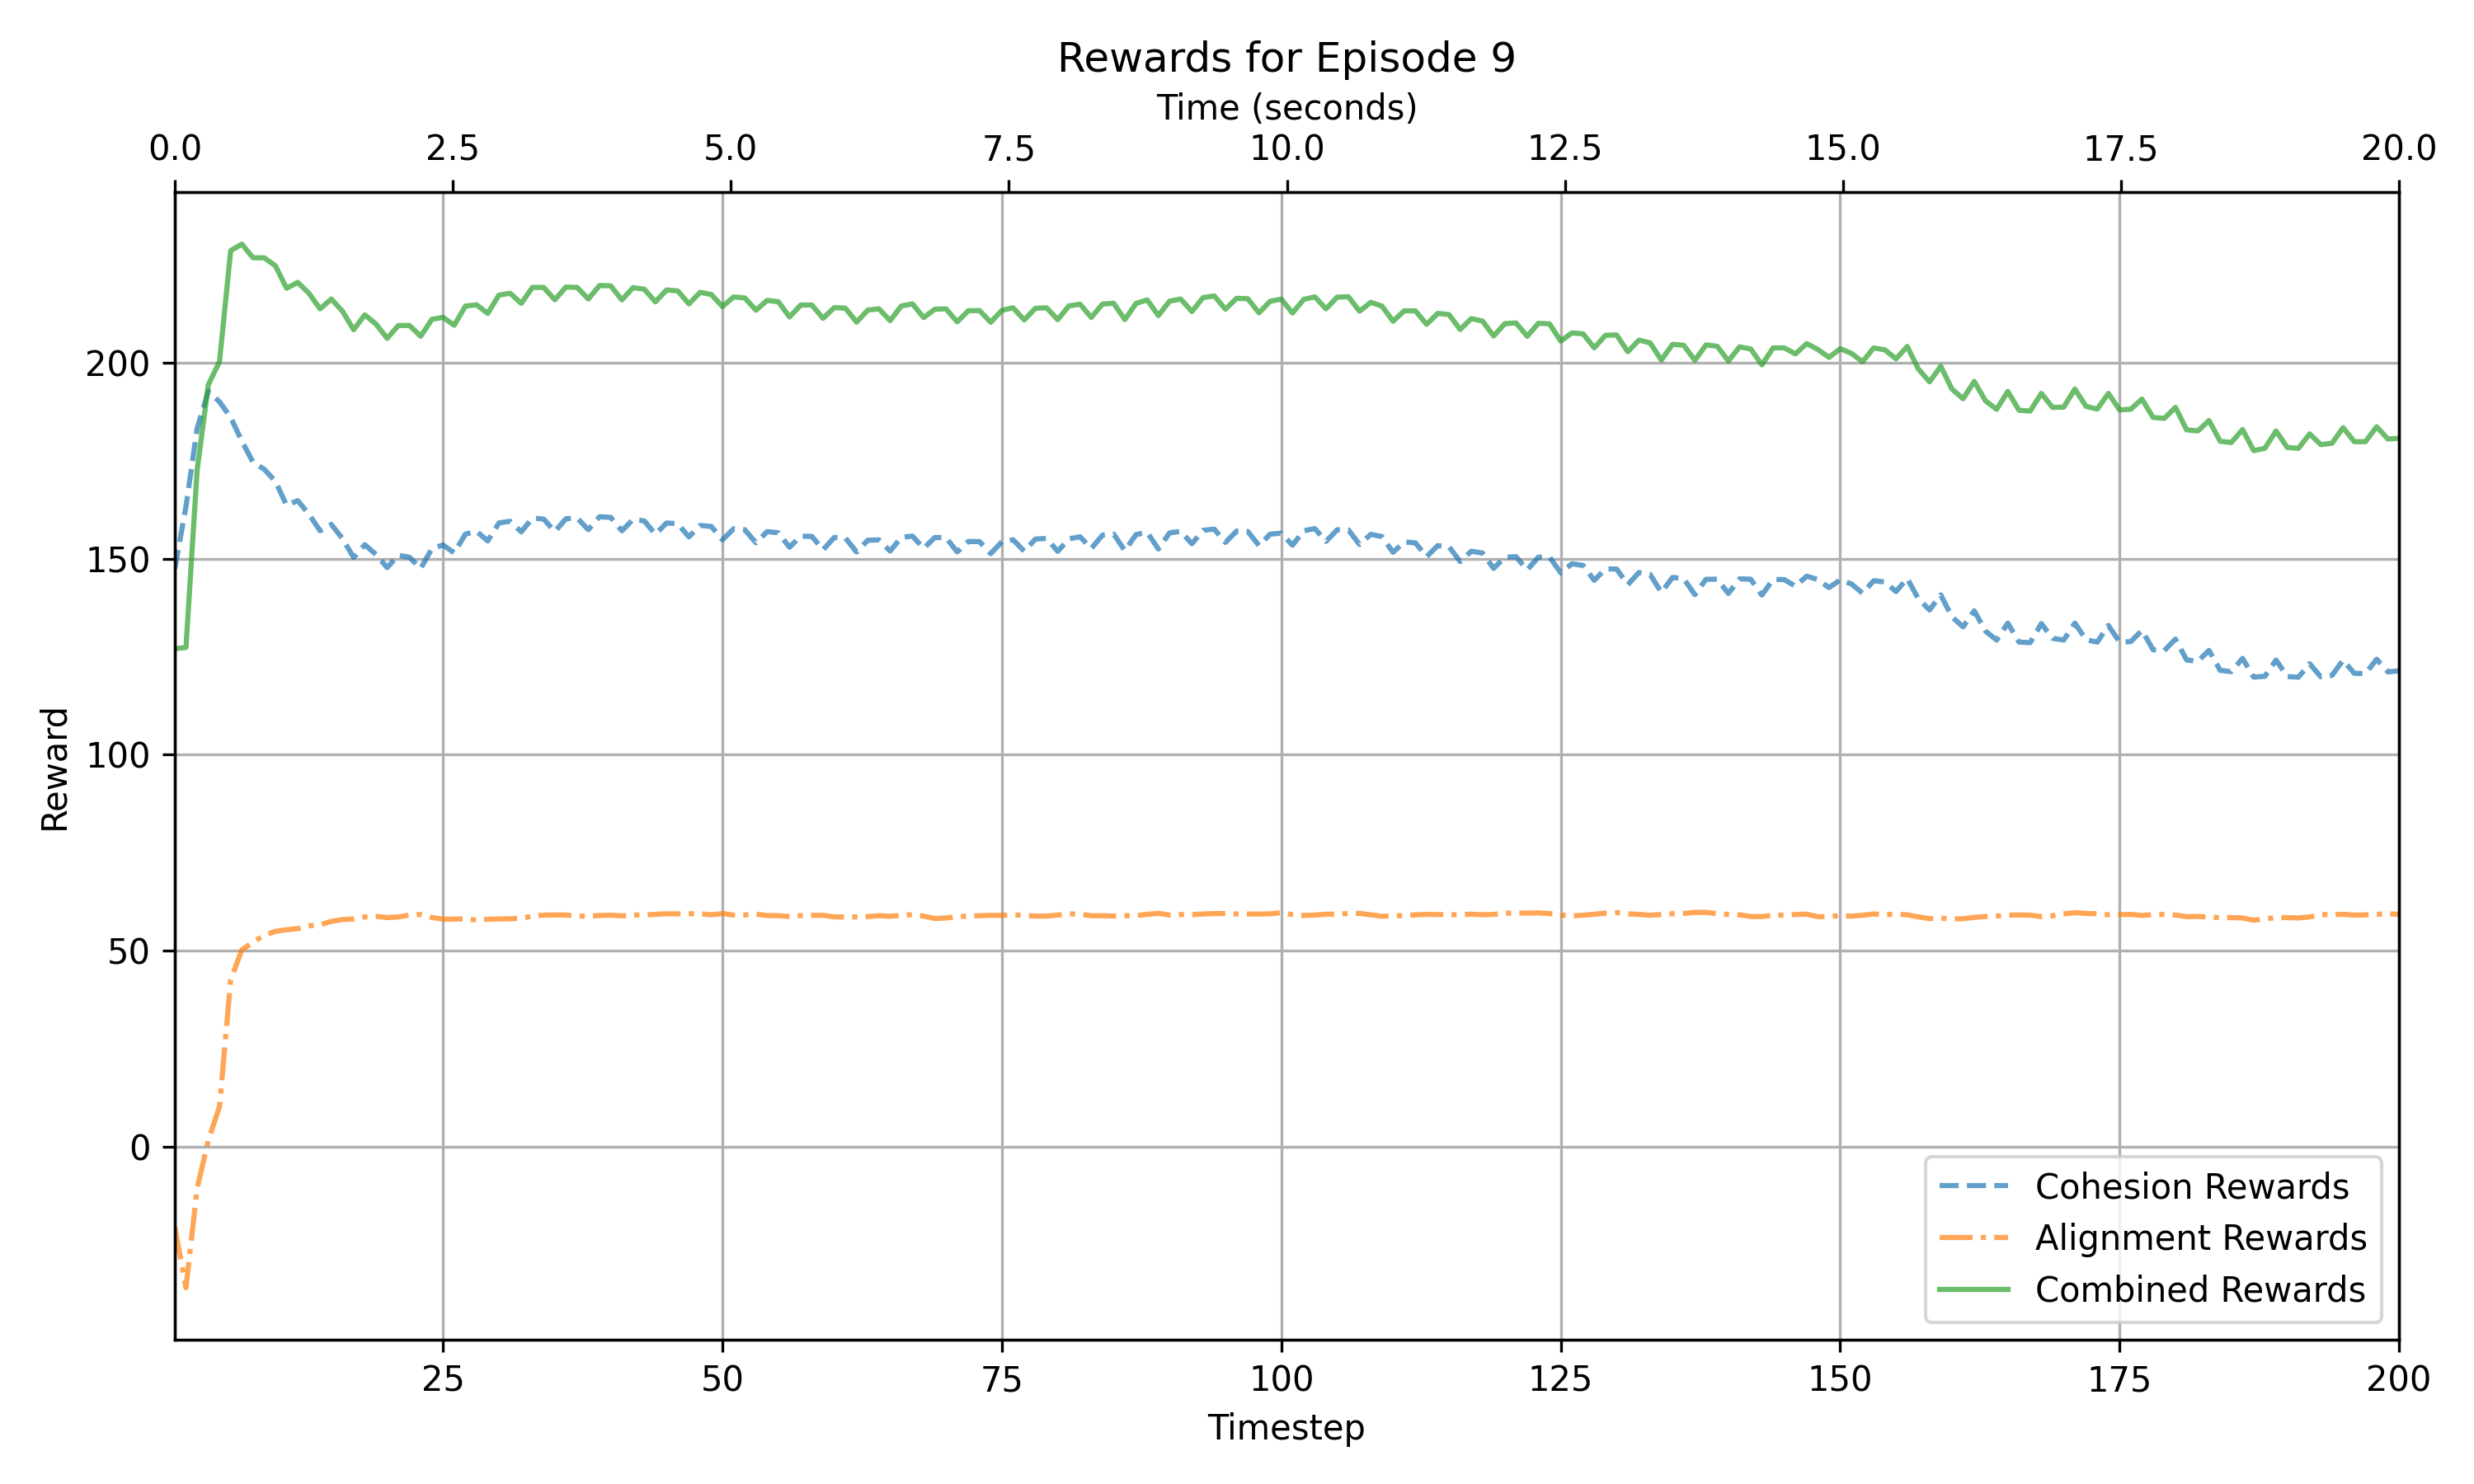 Rewards for Episode 9
Time (seconds)
0.0 2.5 5.0 7.5 10.0 12.5 15.0 17.5 20.0
200
150
100
50
0
Reward
Cohesion Rewards
Alignment Rewards
Combined Rewards
25 50 75 100 125 150 175 200
Timestep